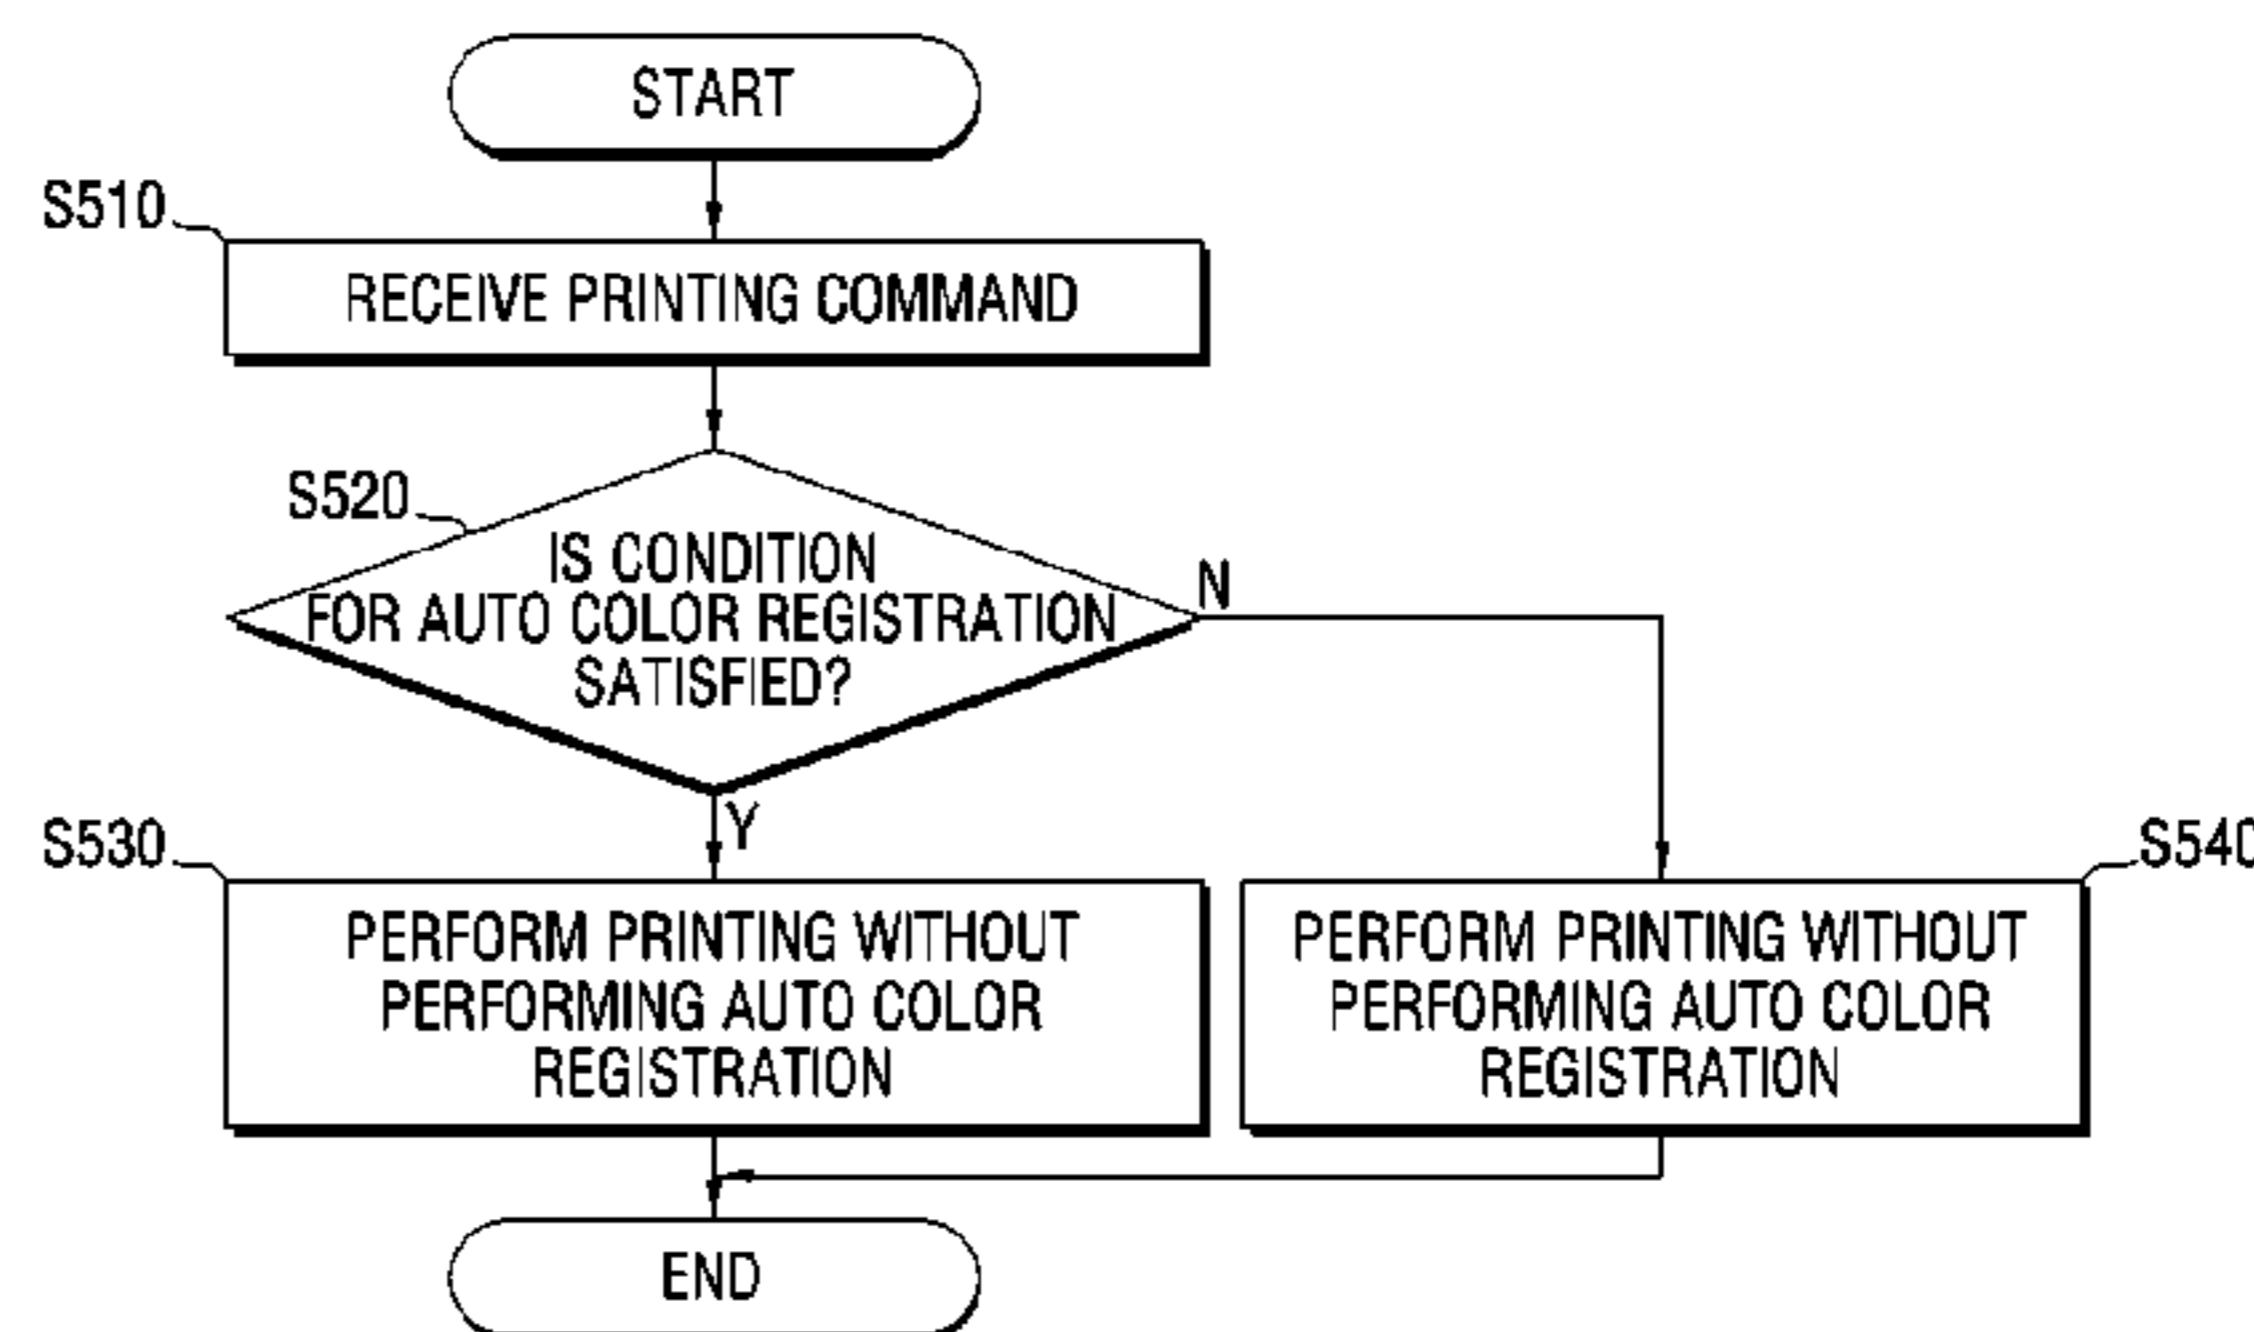 START
S510
RECEIVE PRINTING COMMAND
S520
IS CONDITION
FOR AUTO COLOR REGISTRATION
SATISFIED?
N
Y
S530
PERFORM PRINTING WITHOUT
PERFORMING AUTO COLOR
REGISTRATION
S540
PERFORM PRINTING WITHOUT
PERFORMING AUTO COLOR
REGISTRATION
END